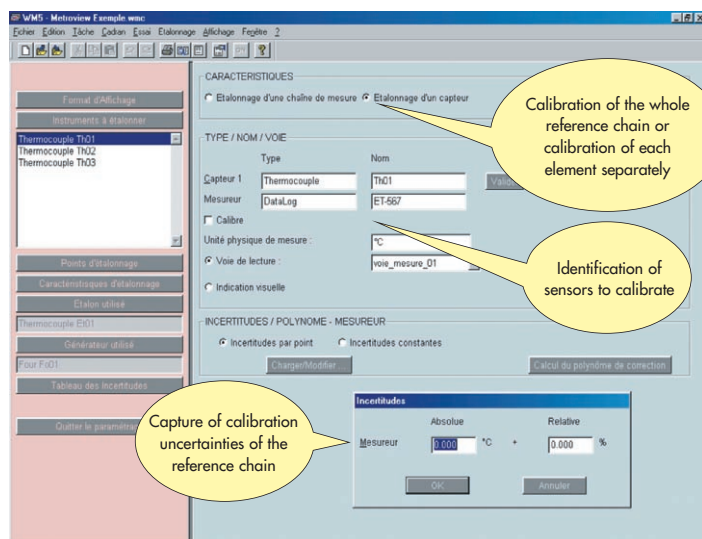 WM5 - Metroview Exemple wmc
Fichier Edition Tâche Cadran Essai Etalonnage Affichage Fenêtre ?
Format d'Affichage
Instruments à étalonner
Thermocouple Th01
Thermocouple Th02
Thermocouple Th03
Points d'étalonnage
Caractéristiques d'étalonnage
Etalon utilisé
Thermocouple Et01
Générateur utilisé
Four Fo01
Tableau des Incertitudes
Quitter le paramétrage
CARACTERISTIQUES
Etalonnage d'une chaîne de mesure Etalonnage d'un capteur
Calibration of the whole
reference chain or
calibration of each
element separately
TYPE / NOM / VOIE
Type Nom
Capteur 1 Thermocouple Th01
Mesureur DataLog ET-567
Calibre
Unité physique de mesure : °C
Voie de lecture : voie_mesure_01
Indication visuelle
Identification of
sensors to calibrate
INCERTITUDES / POLYNOME - MESUREUR
Incertitudes par point Incertitudes constantes
Charger/Modifier... Calcul du polynôme de correction
Incertitudes
Absolue Relative
Mesureur 0.000 °C + 0.000 %
OK Annuler
Capture of calibration
uncertainties of the
reference chain